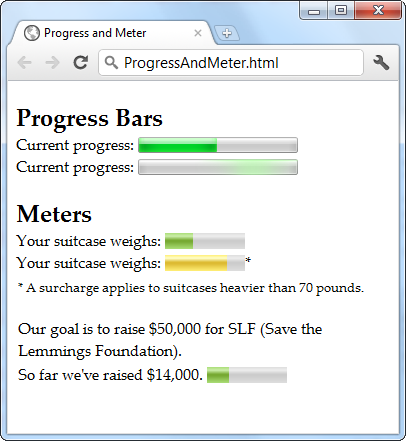 Progress and Meter
ProgressAndMeter.html
Progress Bars
Current progress:
Current progress:
Meters
Your suitcase weighs:
Your suitcase weighs: *
* A surcharge applies to suitcases heavier than 70 pounds.
Our goal is to raise $50,000 for SLF (Save the
Lemmings Foundation).
So far we've raised $14,000.